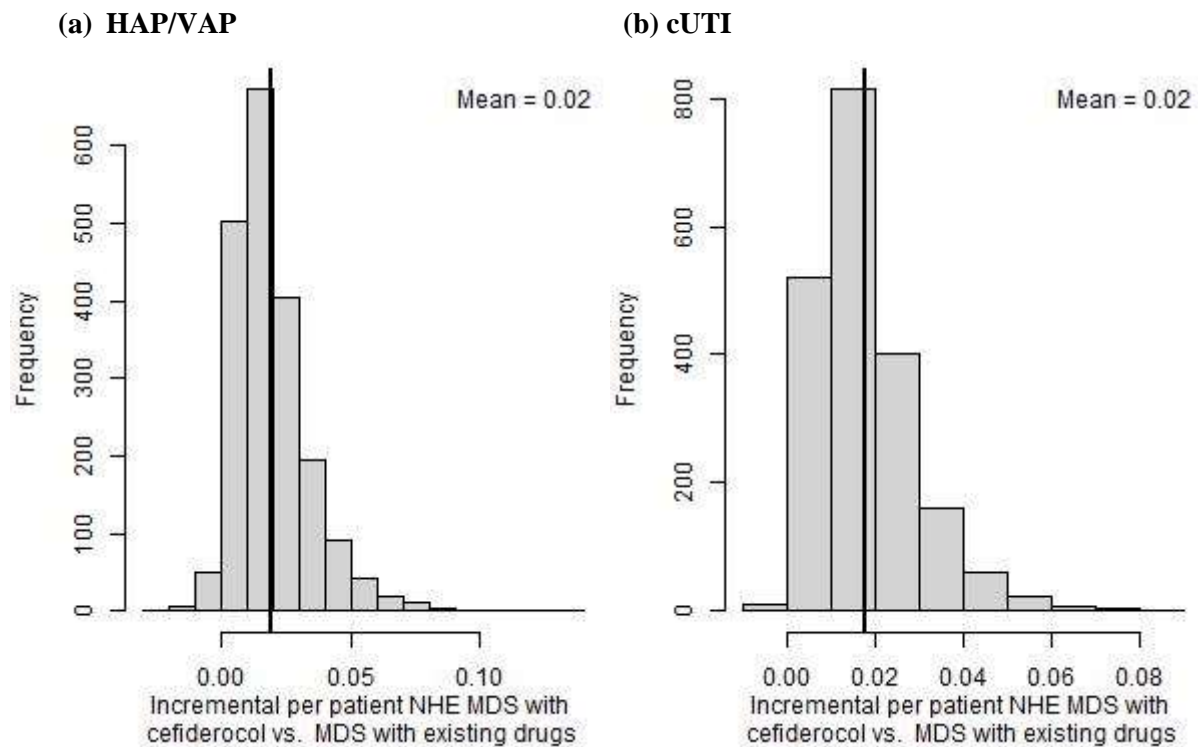 (a) HAP/VAP
Mean = 0.02
Frequency
600
500
400
300
200
100
0
0.00 0.05 0.10
Incremental per patient NHE MDS with
cefiderocol vs. MDS with existing drugs
(b) cUTI
Mean = 0.02
Frequency
800
600
400
200
0
0.00 0.02 0.04 0.06 0.08
Incremental per patient NHE MDS with
cefiderocol vs. MDS with existing drugs